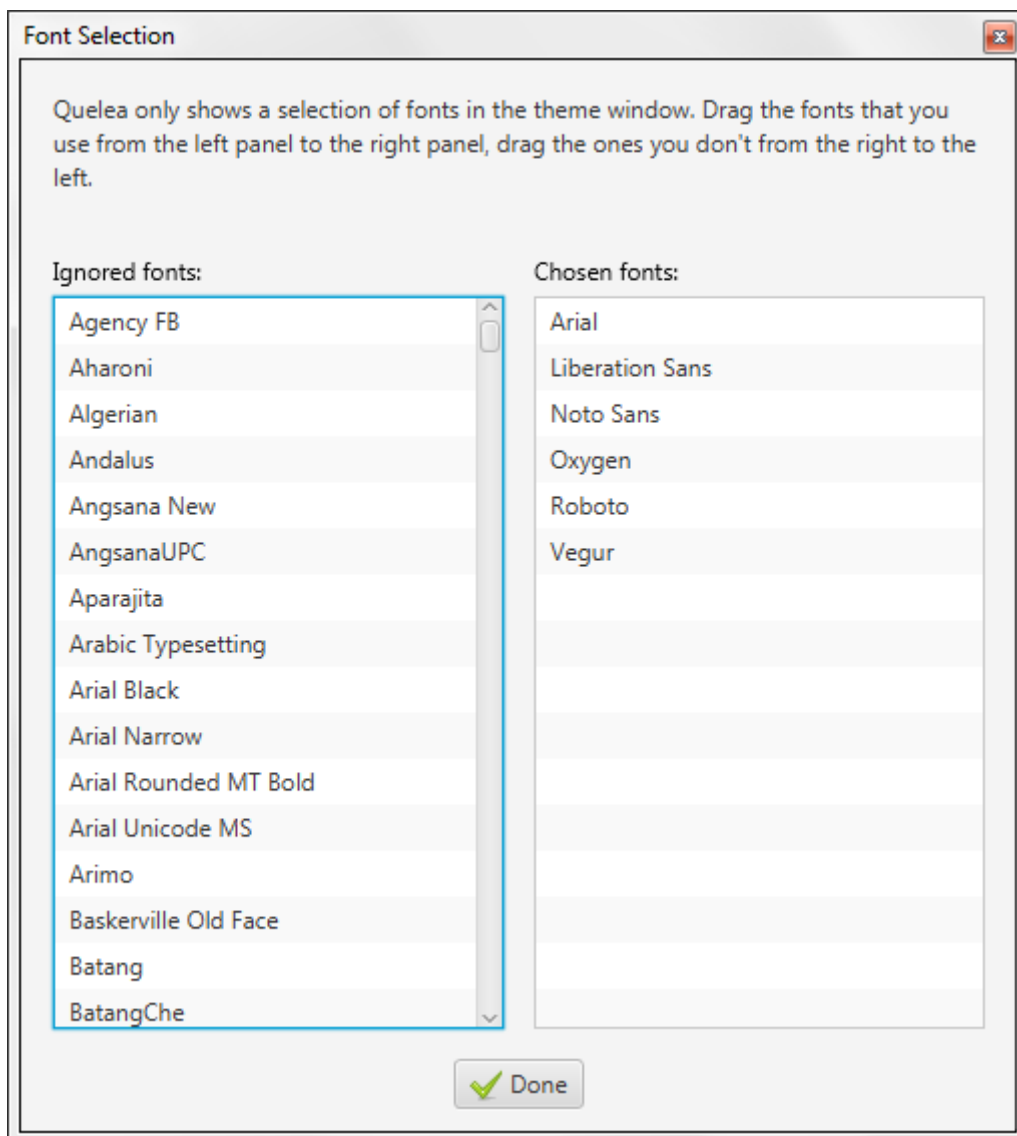 Font Selection
Quelea only shows a selection of fonts in the theme window. Drag the fonts that you
use from the left panel to the right panel, drag the ones you don't from the right to the
left.
Ignored fonts:
Agency FB
Aharoni
Algerian
Andalus
Angsana New
AngsanaUPC
Aparajita
Arabic Typesetting
Arial Black
Arial Narrow
Arial Rounded MT Bold
Arial Unicode MS
Arimo
Baskerville Old Face
Batang
BatangChe
Chosen fonts:
Arial
Liberation Sans
Noto Sans
Oxygen
Roboto
Vegur
Done